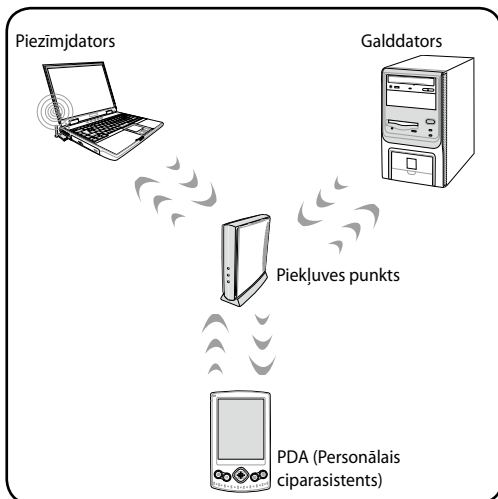 Piezīmjdators
Galddators
Piekļuves punkts
PDA (Personālais
ciparasistents)